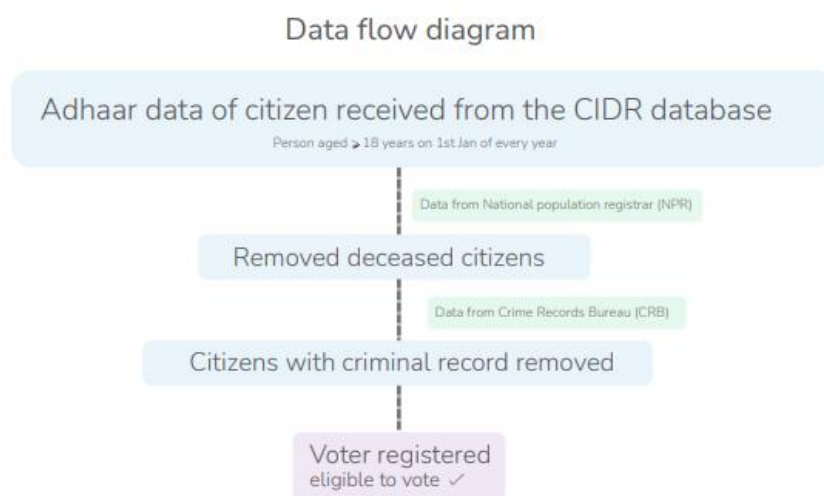 Data flow diagram
Adhaar data of citizen received from the CIDR database
Person aged ⩾ 18 years on 1st Jan of every year
Data from National population registrar (NPR)
Removed deceased citizens
Data from Crime Records Bureau (CRB)
Citizens with criminal record removed
Voter registered
eligible to vote ✓